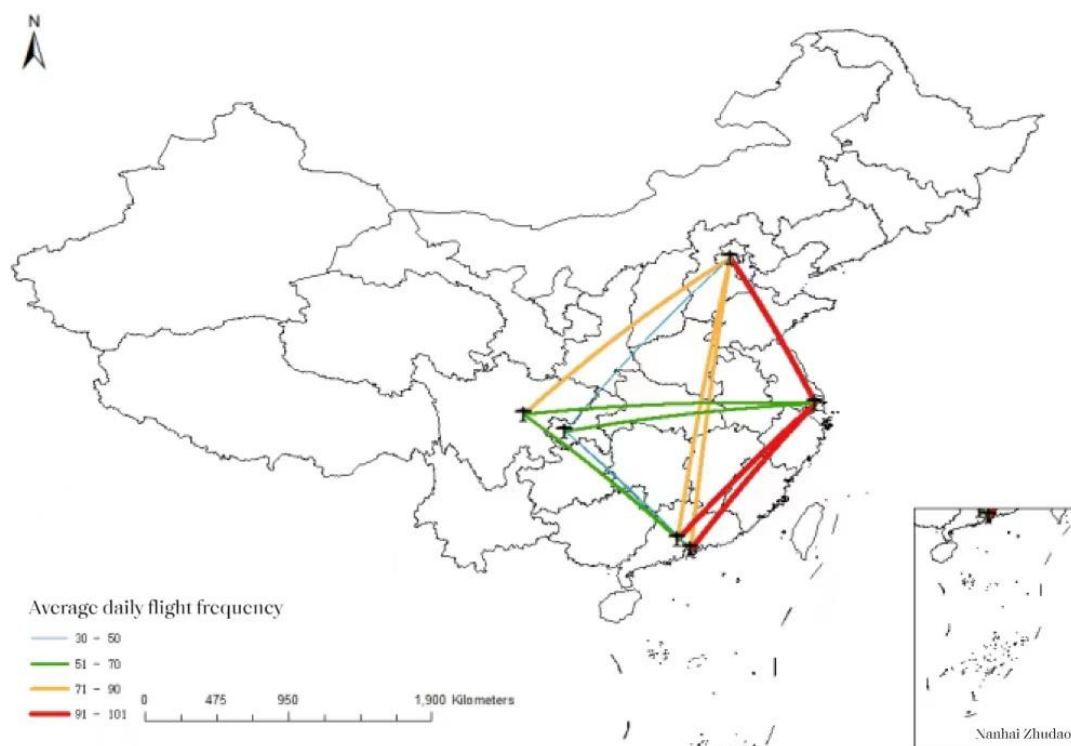 N
Average daily flight frequency
30 - 50
51 - 70
71 - 90
91 - 101
0 475 950 1,900 Kilometers
Nanhai Zhudao